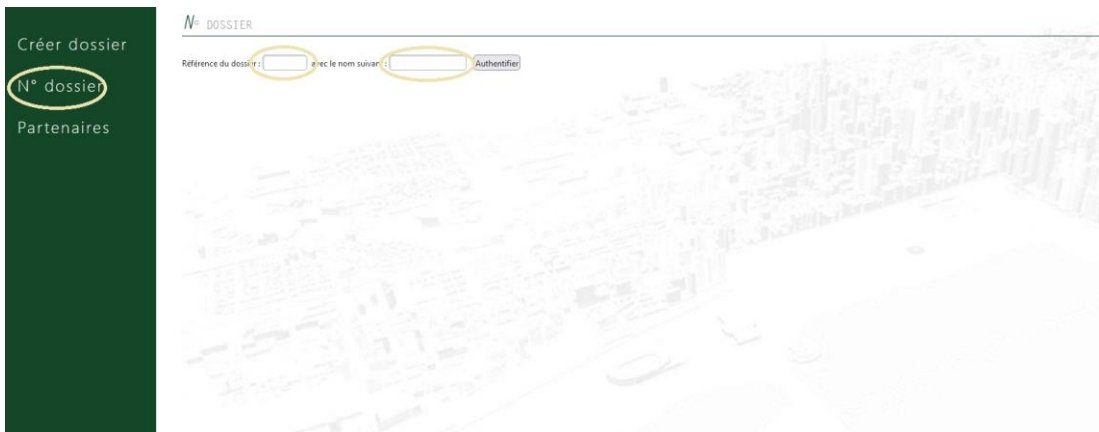 Créer dossier
N° dossier
Partenaires
N° DOSSIER
Référence du dossier : avec le nom suivant : Authentifier